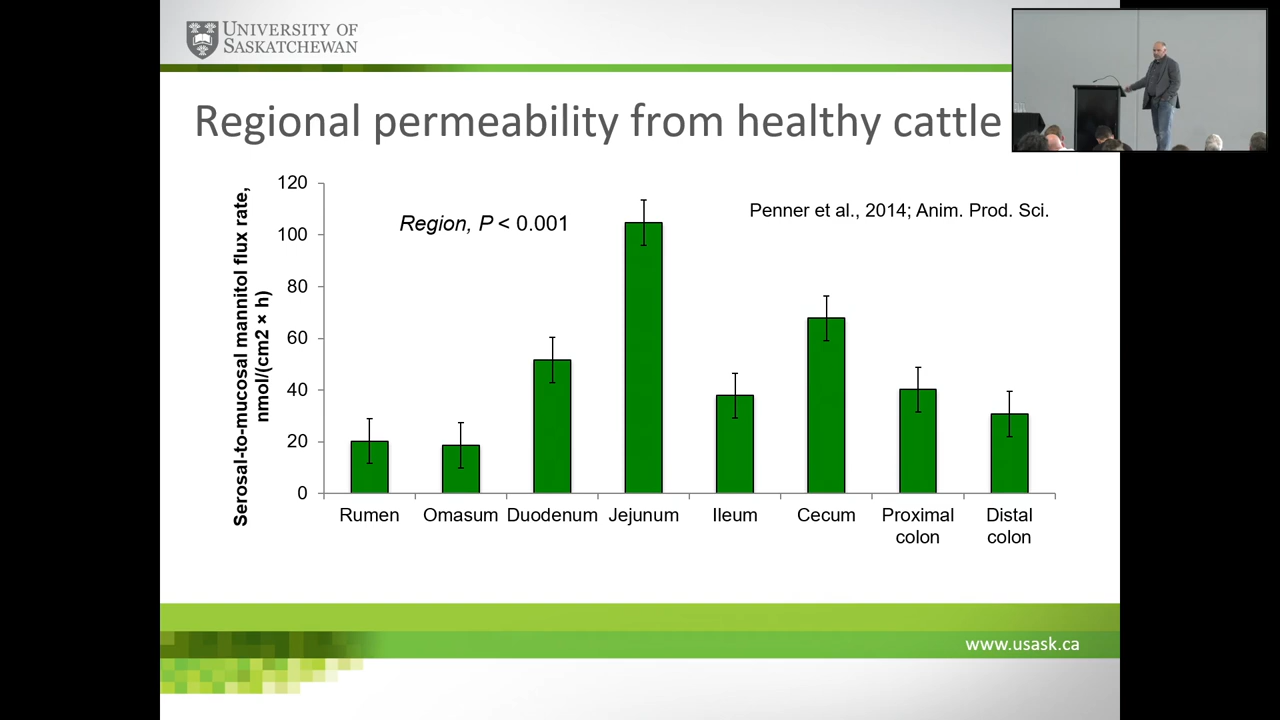 UNIVERSITY OF
SASKATCHEWAN
Regional permeability from healthy cattle
Serosal-to-mucosal mannitol flux rate,
nmol/(cm2 × h)
120
100
80
60
40
20
0
Region, P < 0.001
Penner et al., 2014; Anim. Prod. Sci.
Rumen Omasum Duodenum Jejunum Ileum Cecum Proximal colon Distal colon
www.usask.ca